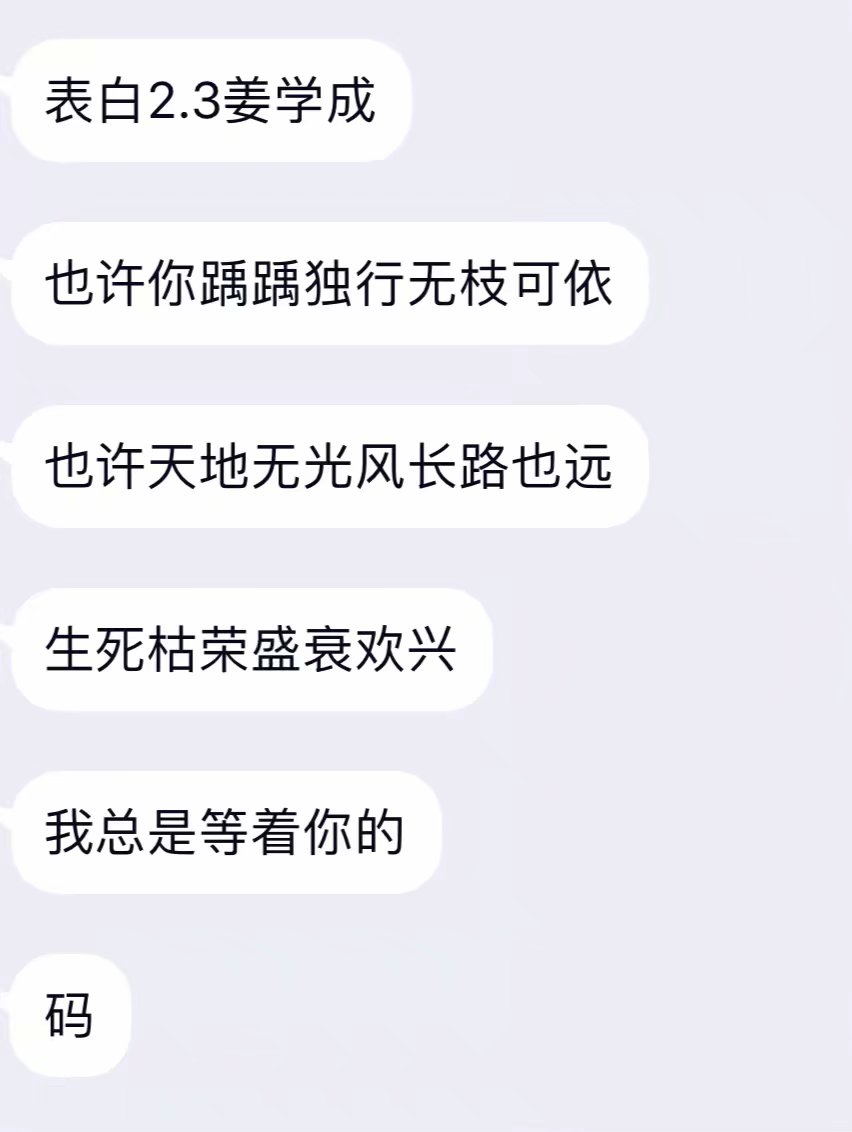 表白2.3姜学成
也许你踽踽独行无枝可依
也许天地无光风长路也远
生死枯荣盛衰欢兴
我总是等着你的
码